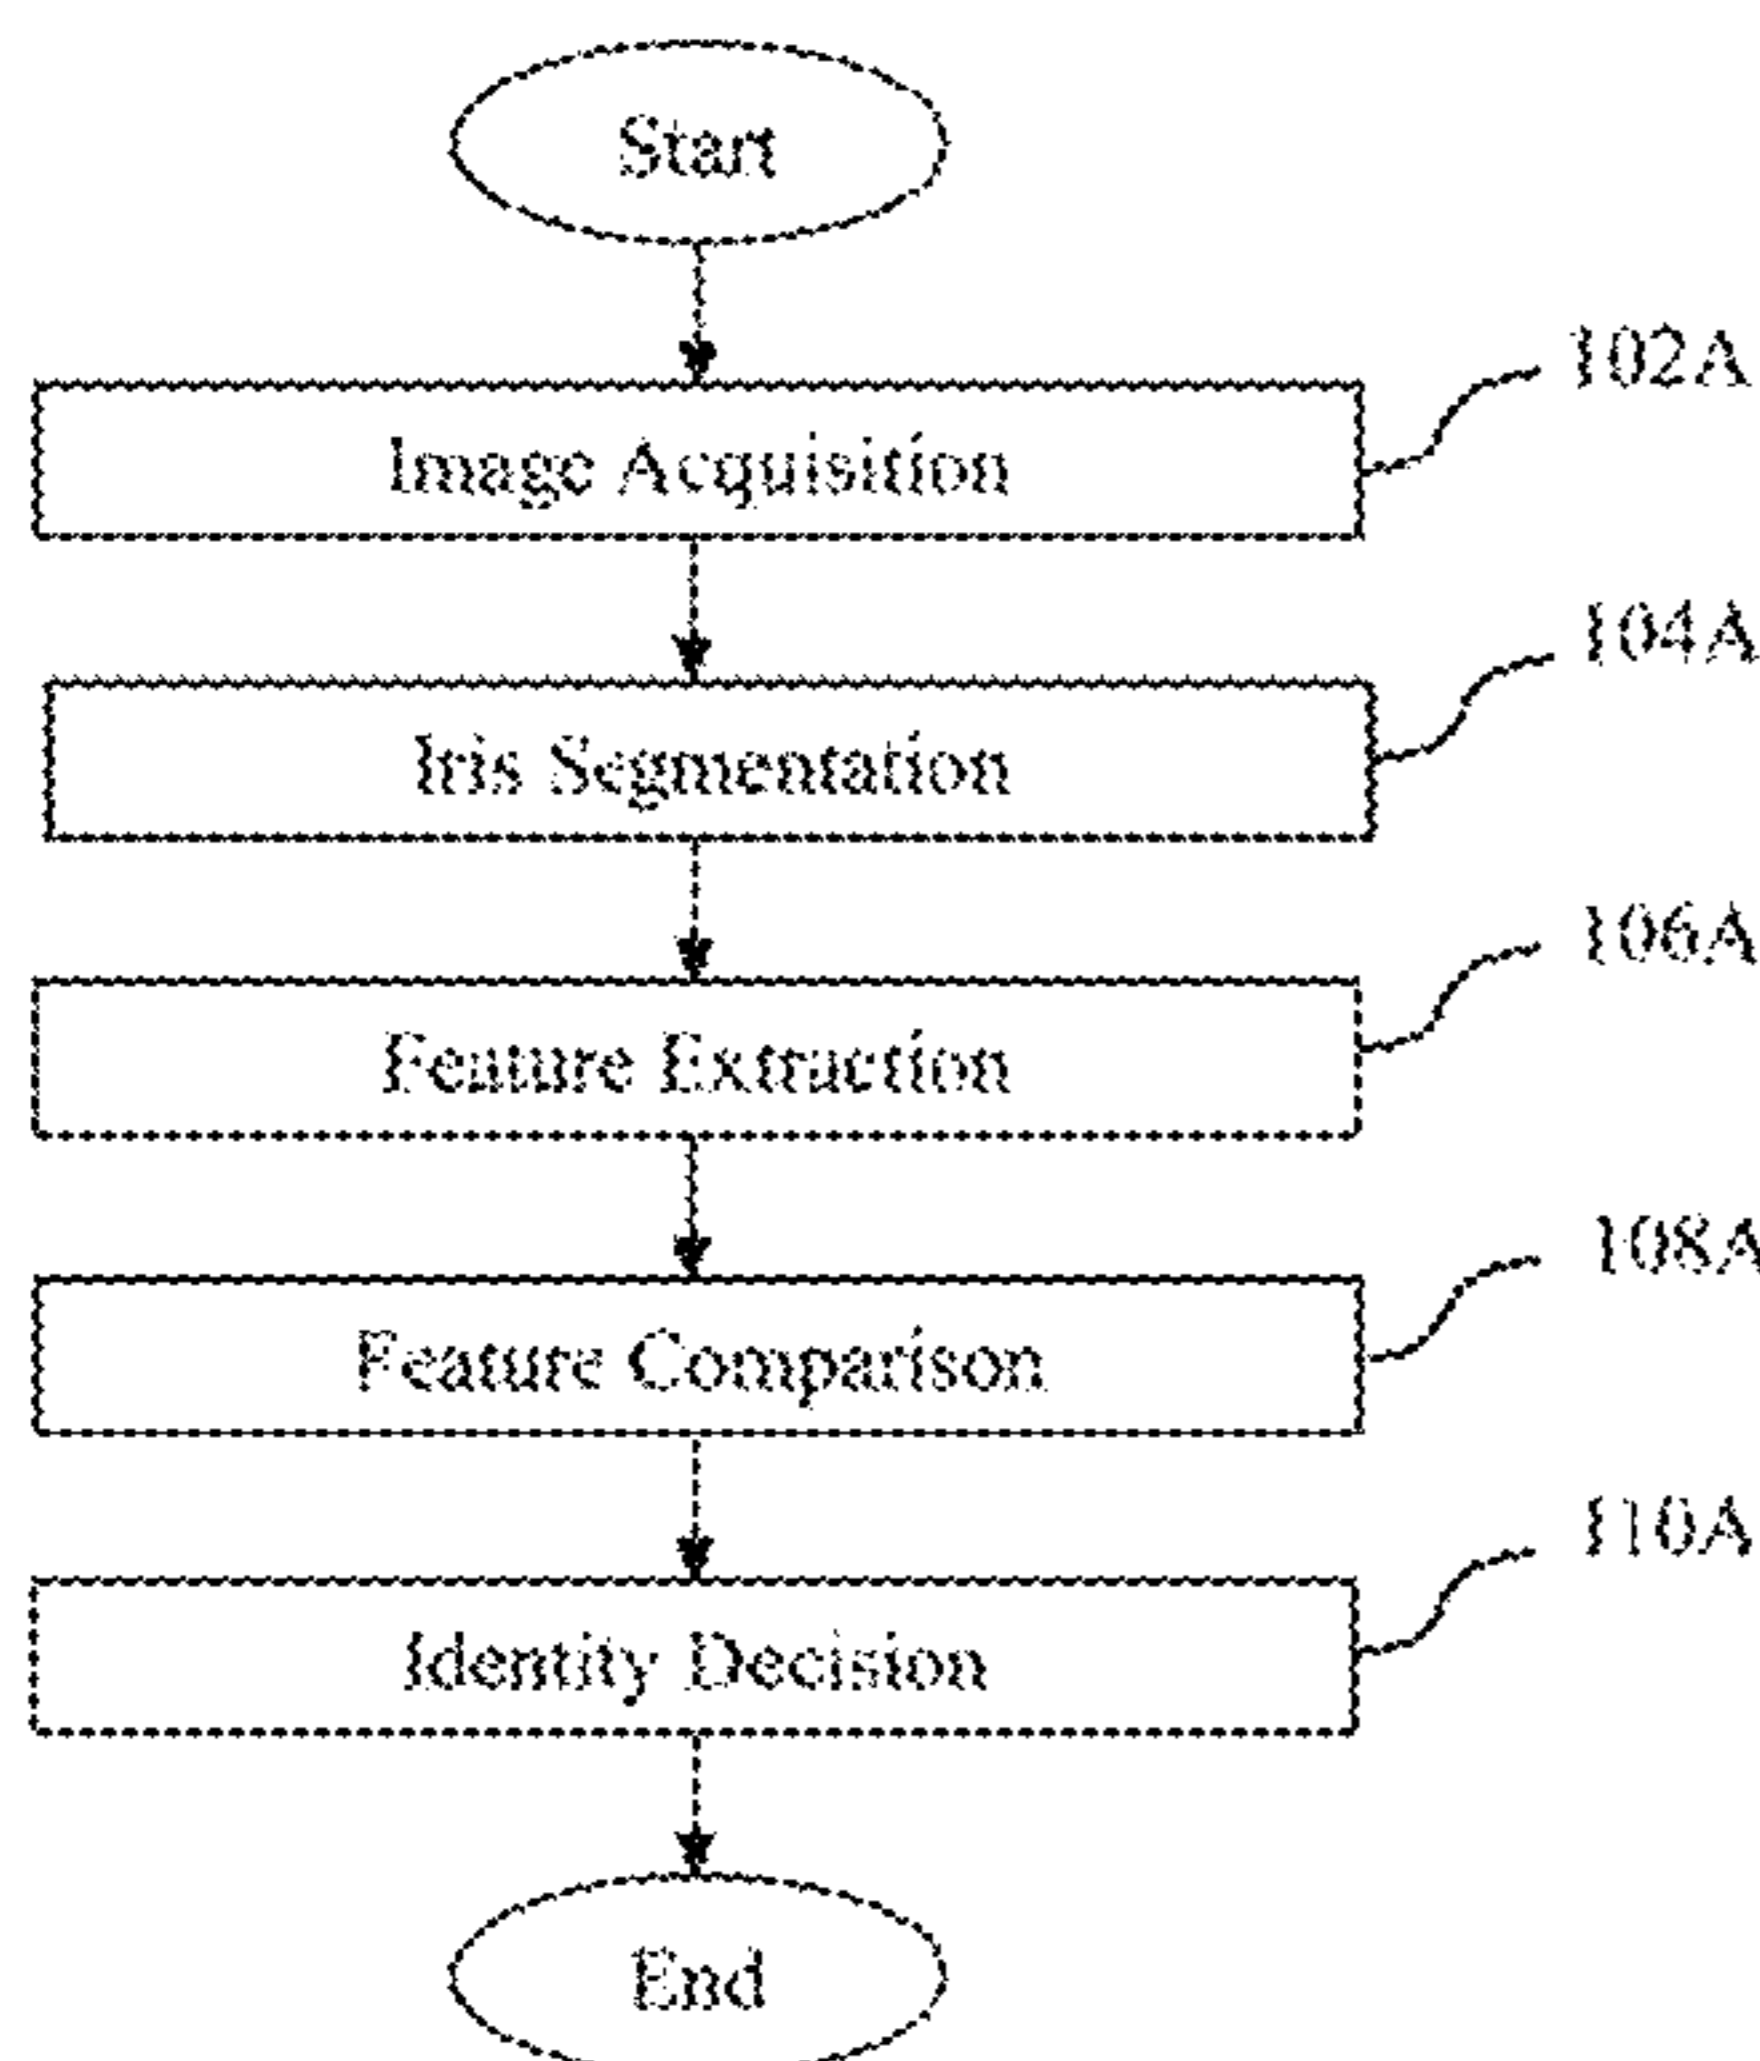 Start
102A
Image Acquisition
104A
Iris Segmentation
106A
Feature Extraction
108A
Feature Comparison
110A
Identity Decision
End